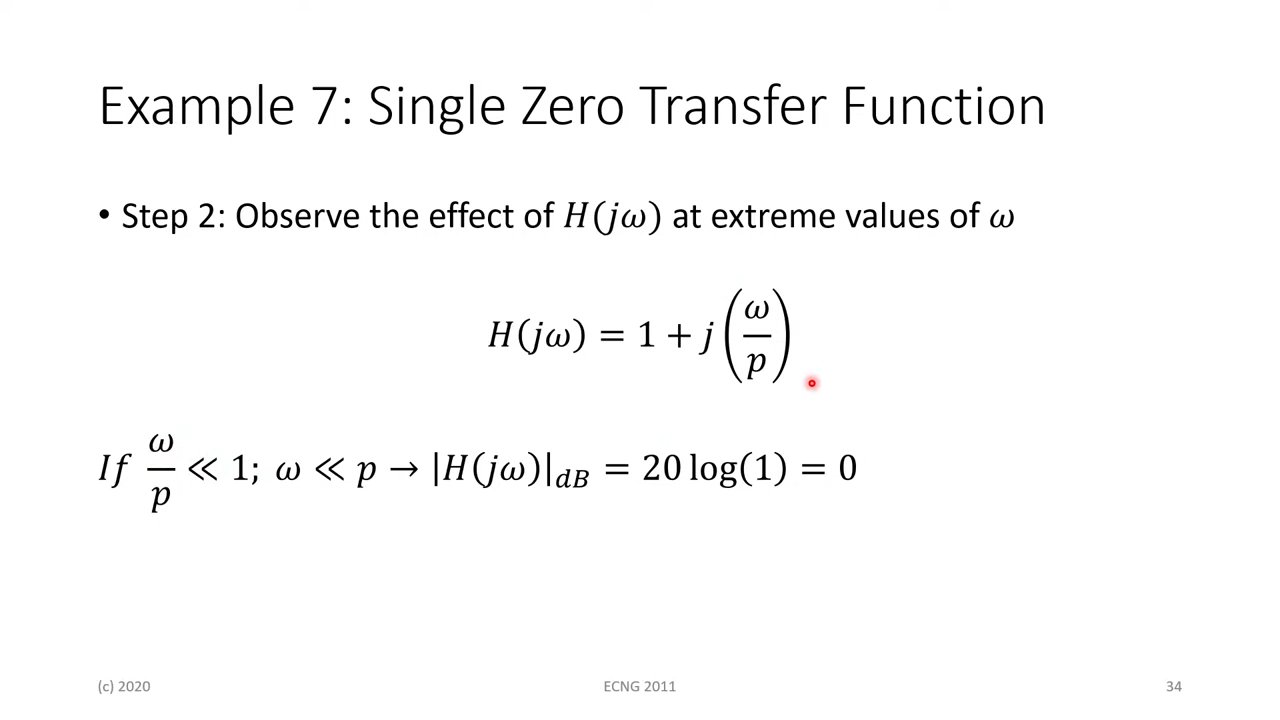 Example 7: Single Zero Transfer Function
• Step 2: Observe the effect of H(jω) at extreme values of ω
H(jω) = 1 + j(ω/p)
If ω/p ≪ 1; ω ≪ p → |H(jω)|dB = 20 log(1) = 0
(c) 2020
ECNG 2011
34